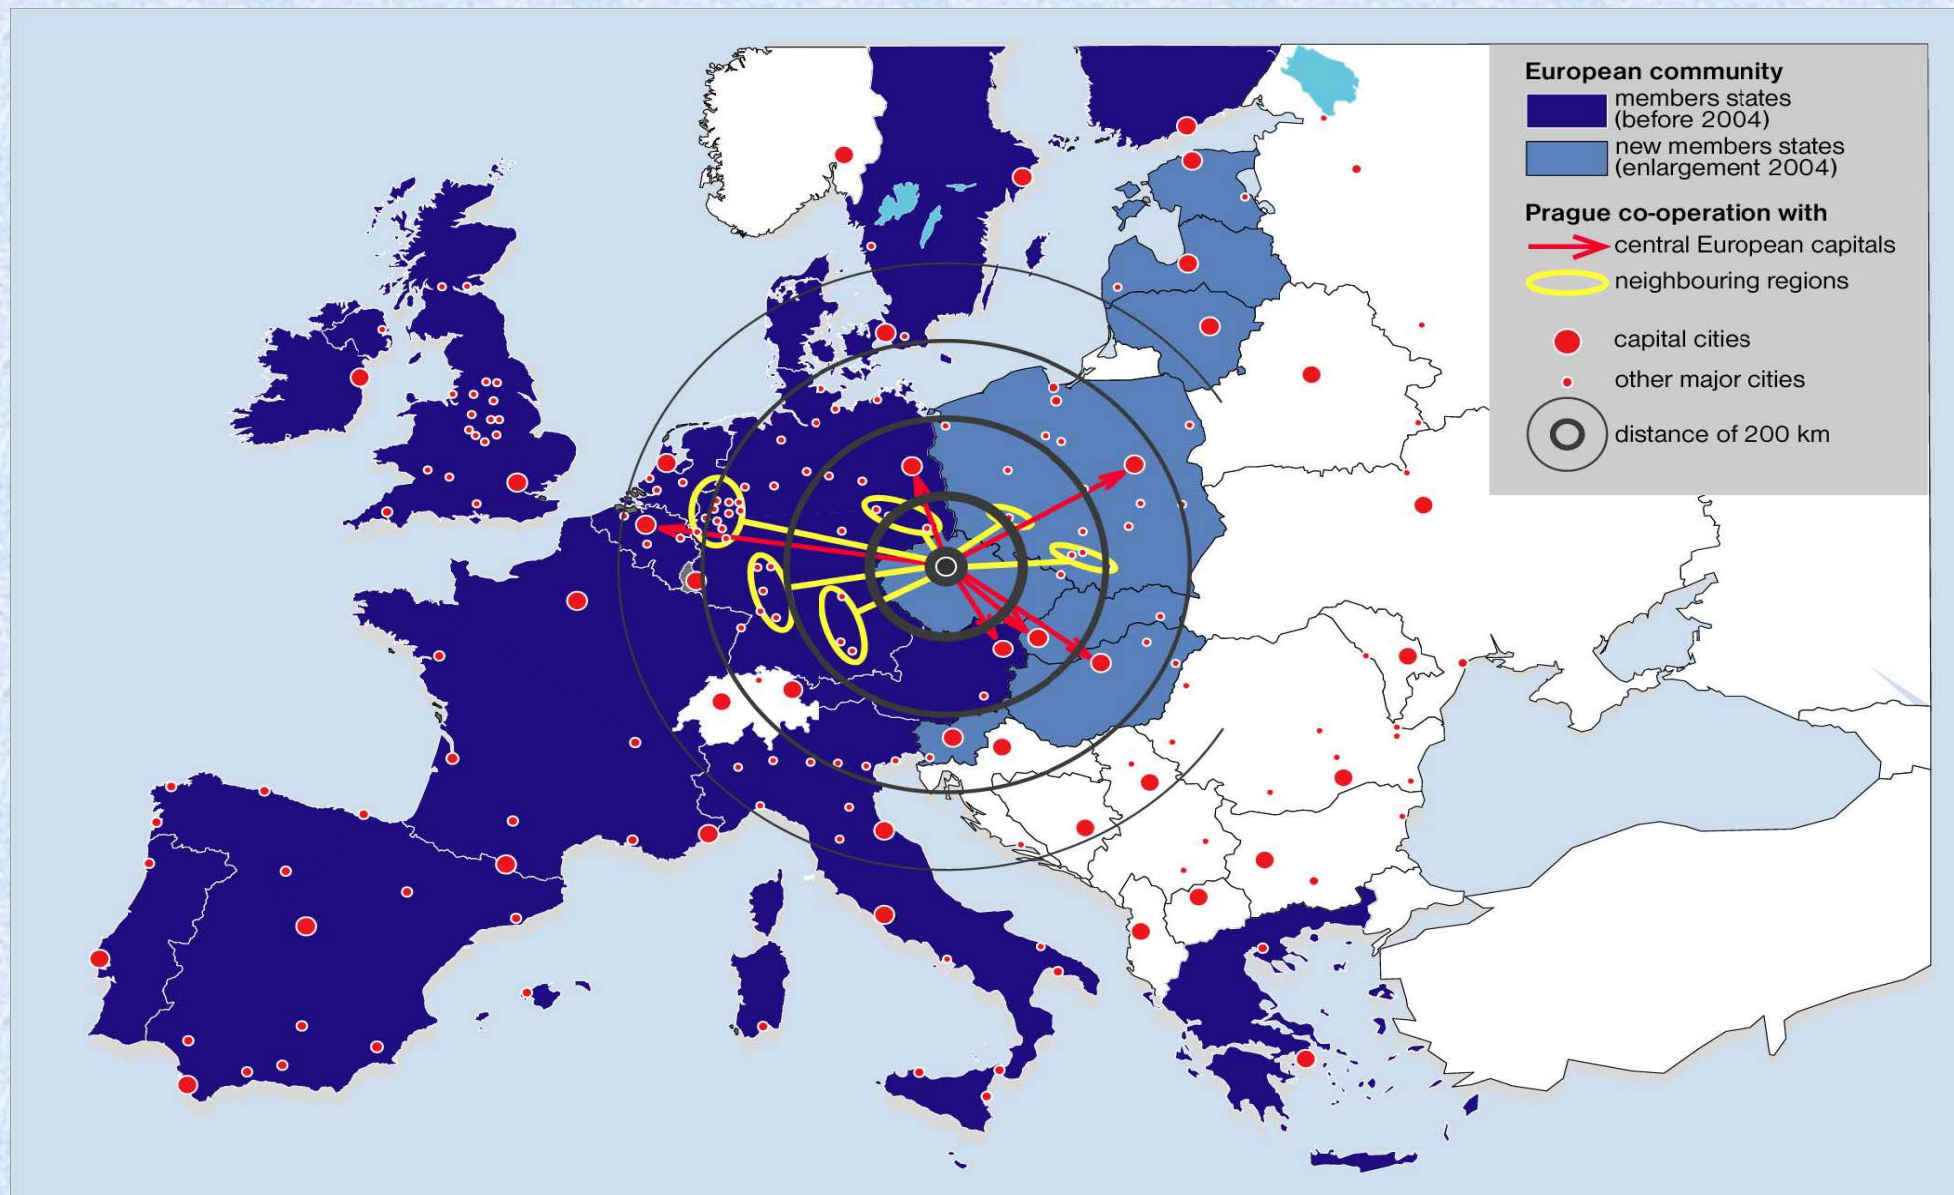 European community
members states
(before 2004)
new members states
(enlargement 2004)
Prague co-operation with
central European capitals
neighbouring regions
capital cities
other major cities
distance of 200 km